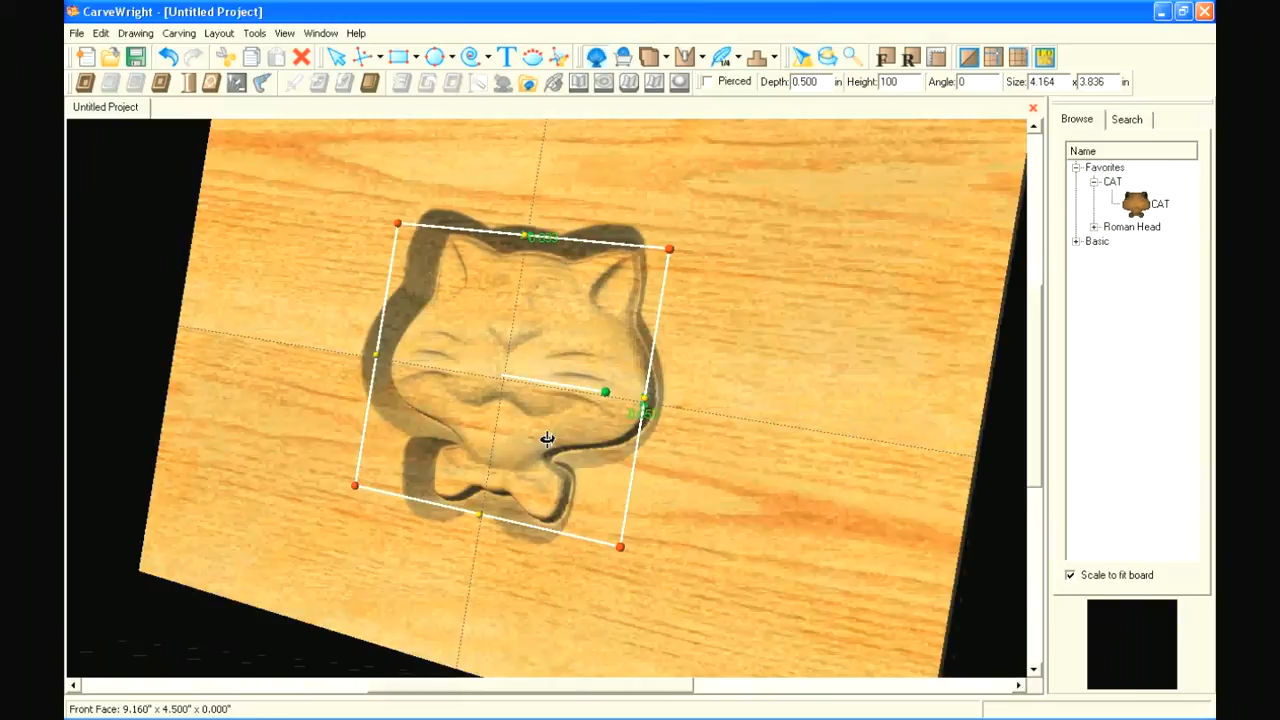 CarveWright - [Untitled Project]
File Edit Drawing View Carving Layout Tools Window Help
T F R 1/4
Pierced Depth: 0.500 in Height: 100 Angle: 0 Size: 4.164 x 3.836 in
Untitled Project
Browse Search
Name
Favorites
CAT
CAT
Roman Head
Basic
Scale to fit board
Front Face: 9.160" x 4.500" x 0.000"